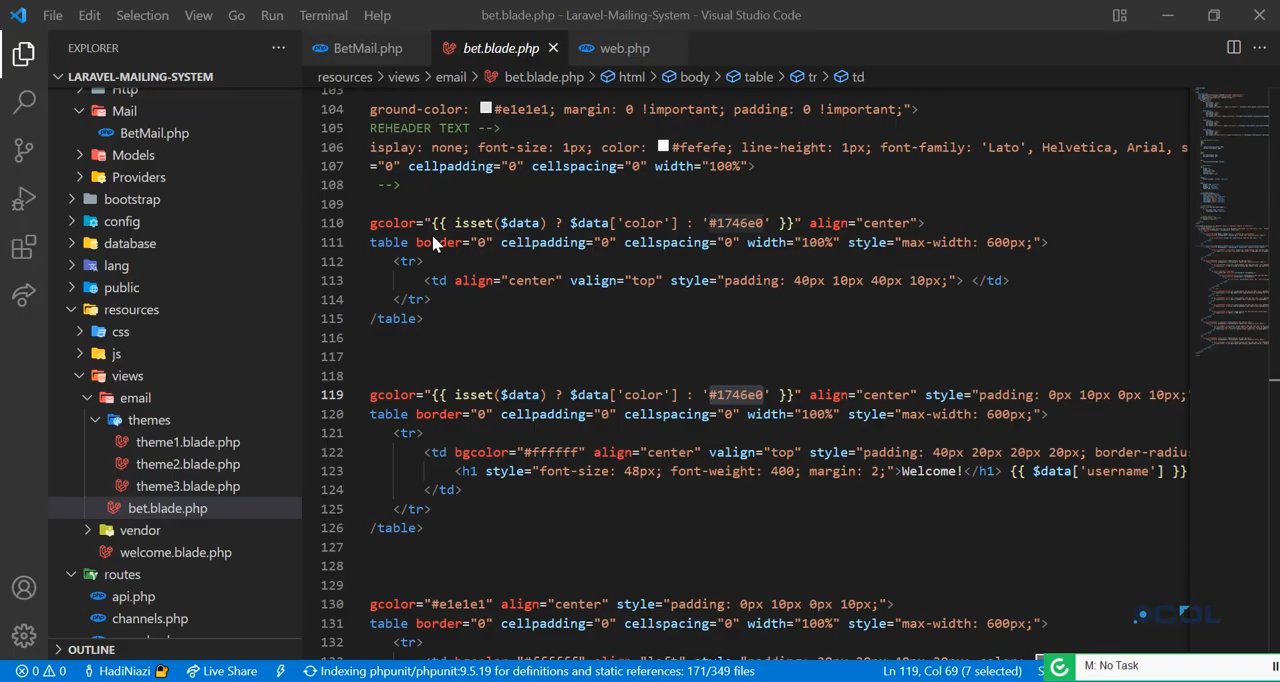 File Edit Selection View Go Run Terminal Help
bet.blade.php - Laravel-Mailing-System - Visual Studio Code
EXPLORER
LARAVEL-MAILING-SYSTEM
Http
Mail
BetMail.php
Models
Providers
bootstrap
config
database
lang
public
resources
css
js
views
email
themes
theme1.blade.php
theme2.blade.php
theme3.blade.php
bet.blade.php
vendor
welcome.blade.php
routes
api.php
channels.php
OUTLINE
BetMail.php bet.blade.php web.php
resources > views > email > bet.blade.php > html > body > table > tr > td
103
104 ground-color: #e1e1e1; margin: 0 !important; padding: 0 !important;">
105 REHEADER TEXT -->
106 isplay: none; font-size: 1px; color: #fefefe; line-height: 1px; font-family: 'Lato', Helvetica, Arial, s
107 ="0" cellpadding="0" cellspacing="0" width="100%">
108 -->
109
110 gcolor="{{ isset($data) ? $data['color'] : '#1746e0' }}" align="center">
111 table border="0" cellpadding="0" cellspacing="0" width="100%" style="max-width: 600px;">
112 <tr>
113 <td align="center" valign="top" style="padding: 40px 10px 40px 10px;"> </td>
114 </tr>
115 /table>
116
117
118
119 gcolor="{{ isset($data) ? $data['color'] : '#1746e0' }}" align="center" style="padding: 0px 10px 0px 10px;"
120 table border="0" cellpadding="0" cellspacing="0" width="100%" style="max-width: 600px;">
121 <tr>
122 <td bgcolor="#ffffff" align="center" valign="top" style="padding: 40px 20px 20px 20px; border-radiu
123 <h1 style="font-size: 48px; font-weight: 400; margin: 2;">Welcome!</h1> {{ $data['username'] }}
124 </td>
125 </tr>
126 /table>
127
128
129
130 gcolor="#e1e1e1" align="center" style="padding: 0px 10px 0px 10px;">
131 table border="0" cellpadding="0" cellspacing="0" width="100%" style="max-width: 600px;">
132 <tr>
0 0 HadiNiazi Live Share Indexing phpunit/phpunit:9.5.19 for definitions and static references: 171/349 files Ln 119, Col 69 (7 selected)
M: No Task